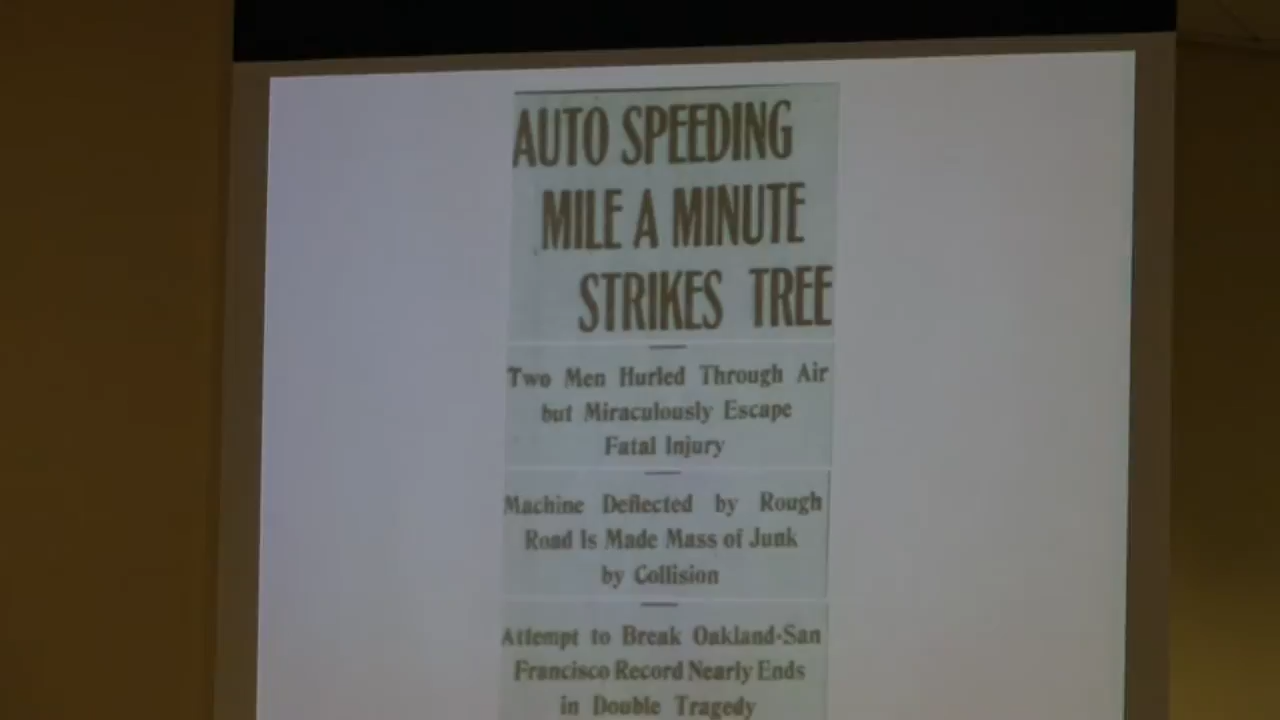 AUTO SPEEDING
MILE A MINUTE
STRIKES TREE
Two Men Hurled Through Air
but Miraculously Escape
Fatal Injury
Machine Deflected by Rough
Road Is Made Mass of Junk
by Collision
Attempt to Break Oakland-San
Francisco Record Nearly Ends
in Double Tragedy